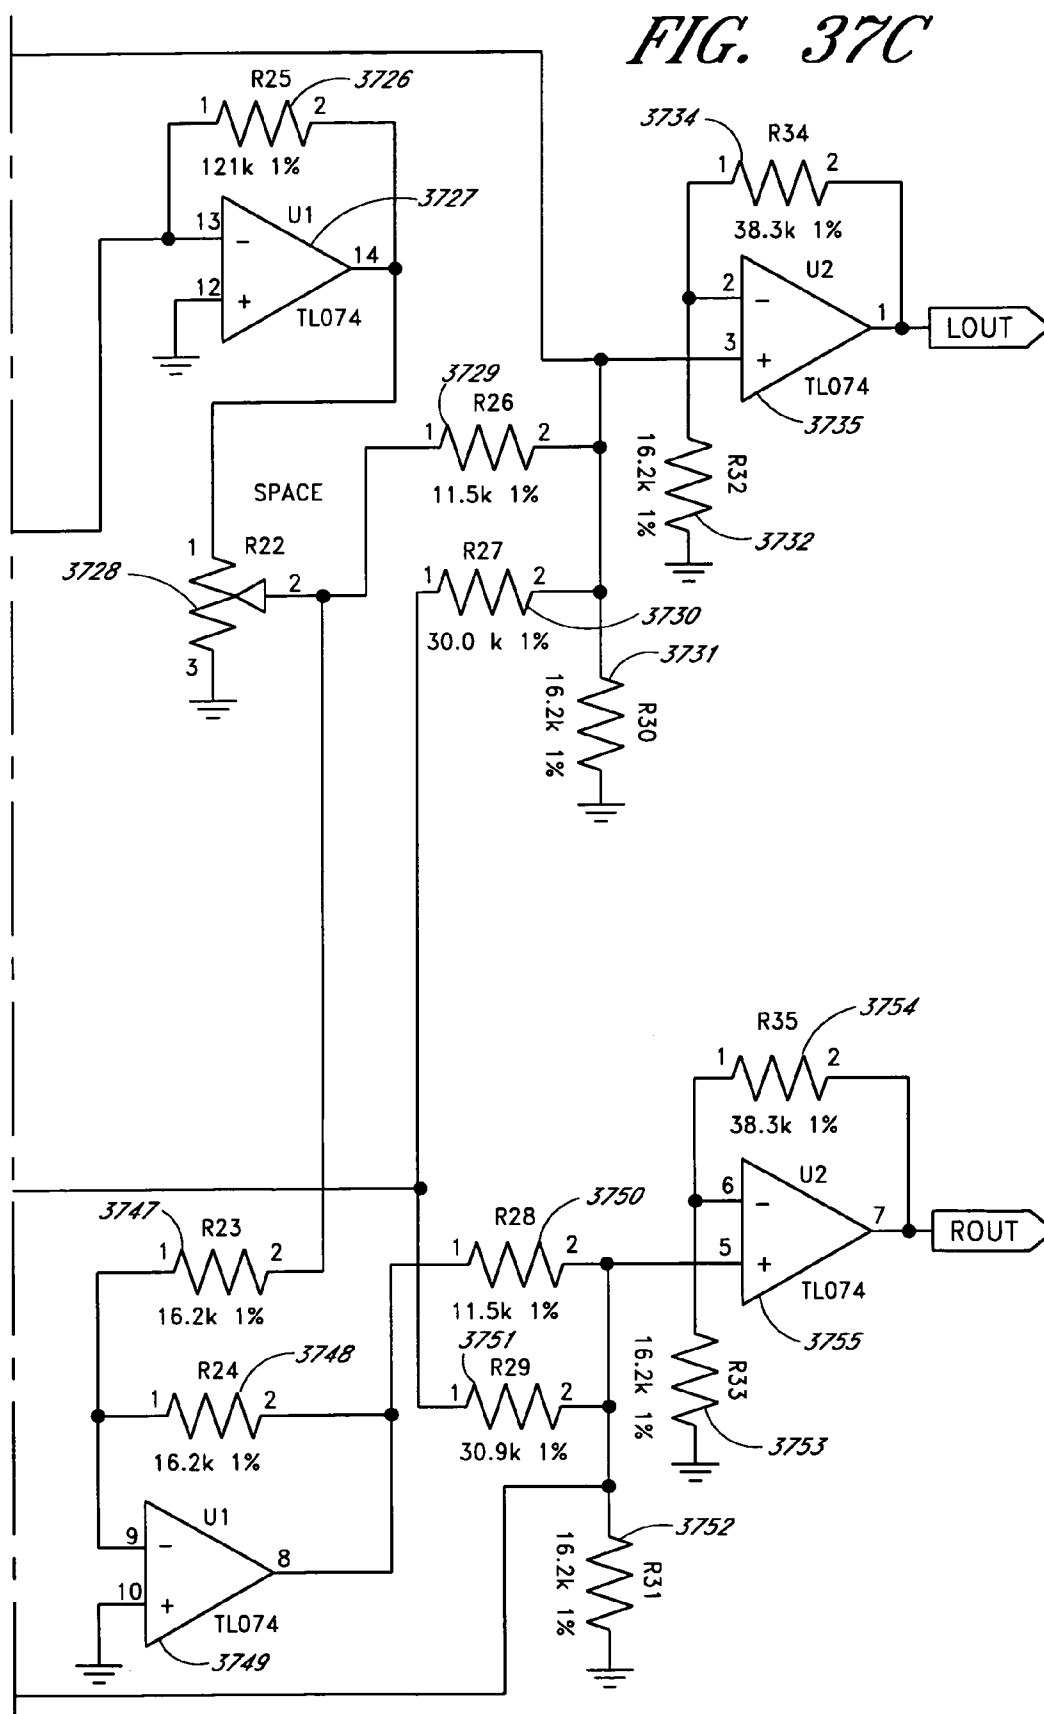 FIG. 37C
R25 3726
1 2
121k 1%
3734 R34
1 2
38.3k 1%
U1 3727
13 −
14
12 +
TL074
U2
2 −
1 LOUT
3 +
TL074
3735
3729
R26
1 2
11.5k 1%
16.2k 1% R32
3732
SPACE
1 R22
3728 2
3
R27
1 2
3730
30.0 k 1%
3731
16.2k 1% R30
R35 3754
1 2
38.3k 1%
U2
6 −
7 ROUT
5 +
TL074
3755
3747 R23
1 2
16.2k 1%
R28 3750
1 2
11.5k 1%
3751
R29
1 2
30.9k 1%
16.2k 1% R33
3753
R24 3748
1 2
16.2k 1%
U1
9 −
8
10 +
TL074
3749
3752
16.2k 1% R31